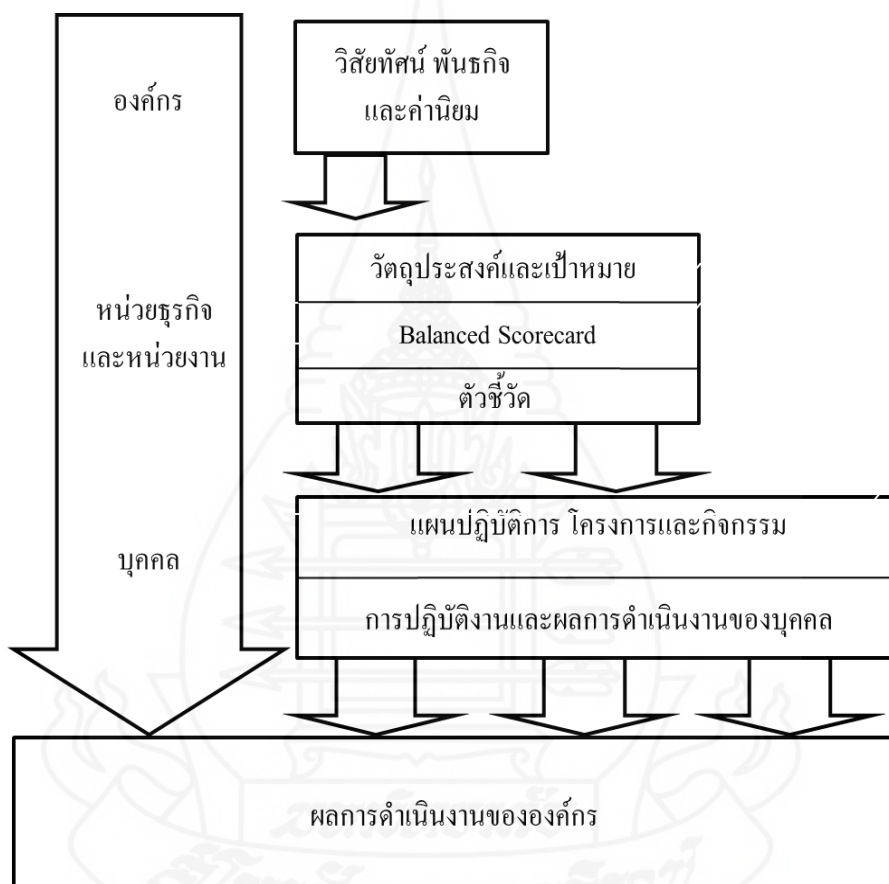 องค์กร
วิสัยทัศน์ พันธกิจ
และค่านิยม
หน่วยธุรกิจ
และหน่วยงาน
วัตถุประสงค์และเป้าหมาย
Balanced Scorecard
ตัวชี้วัด
บุคคล
แผนปฏิบัติการ โครงการและกิจกรรม
การปฏิบัติงานและผลการดำเนินงานของบุคคล
ผลการดำเนินงานขององค์กร